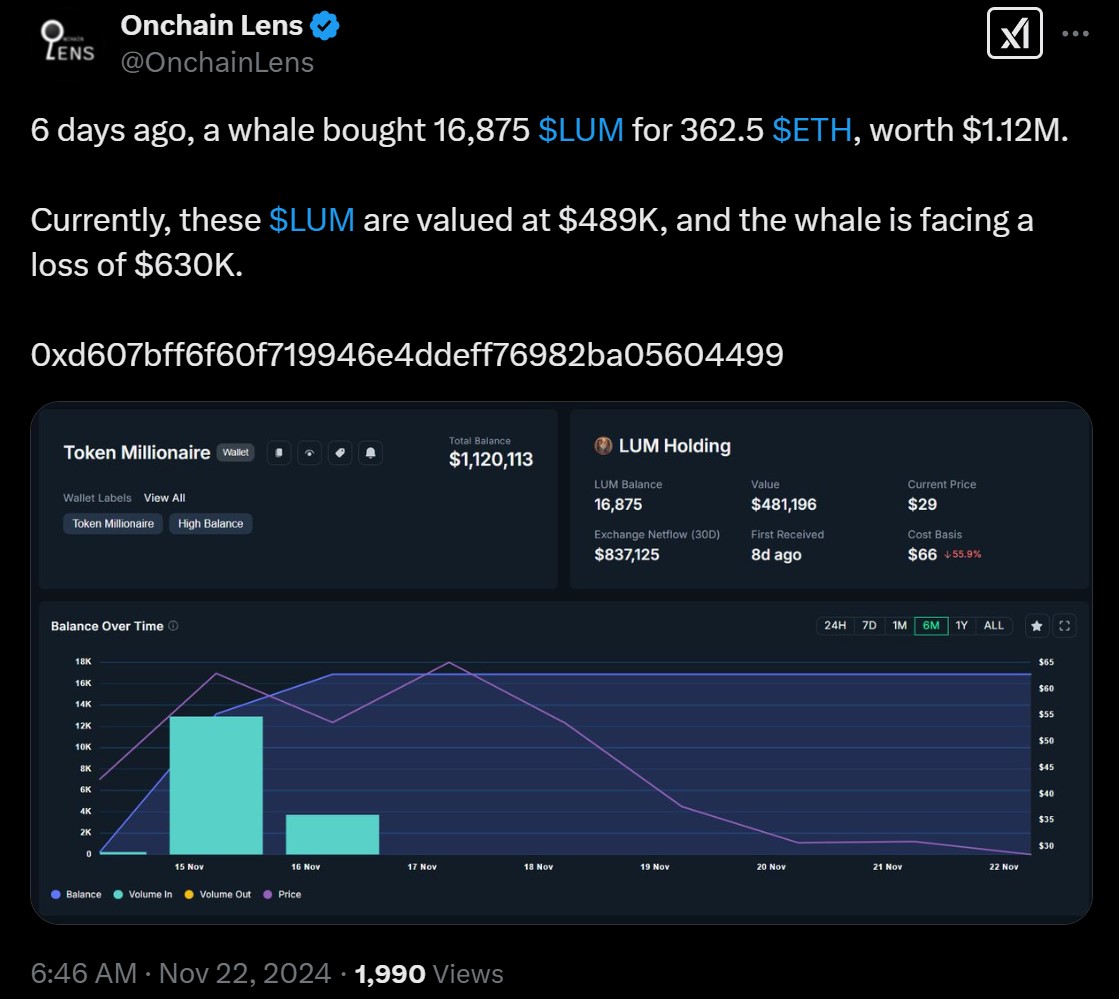 Onchain Lens
@OnchainLens
6 days ago, a whale bought 16,875 $LUM for 362.5 $ETH, worth $1.12M.
Currently, these $LUM are valued at $489K, and the whale is facing a
loss of $630K.
0xd607bff6f60f719946e4ddeff76982ba05604499
Token Millionaire Wallet
Total Balance
$1,120,113
Wallet Labels View All
Token Millionaire High Balance
LUM Holding
LUM Balance Value Current Price
16,875 $481,196 $29
Exchange Netflow (30D) First Received Cost Basis
$837,125 8d ago $66 ↓55.9%
Balance Over Time
24H 7D 1M 6M 1Y ALL
18K $65
16K $60
14K $55
12K $50
10K $45
8K $40
6K $35
4K $30
2K
0
15 Nov 16 Nov 17 Nov 18 Nov 19 Nov 20 Nov 21 Nov 22 Nov
Balance Volume In Volume Out Price
6:46 AM · Nov 22, 2024 · 1,990 Views